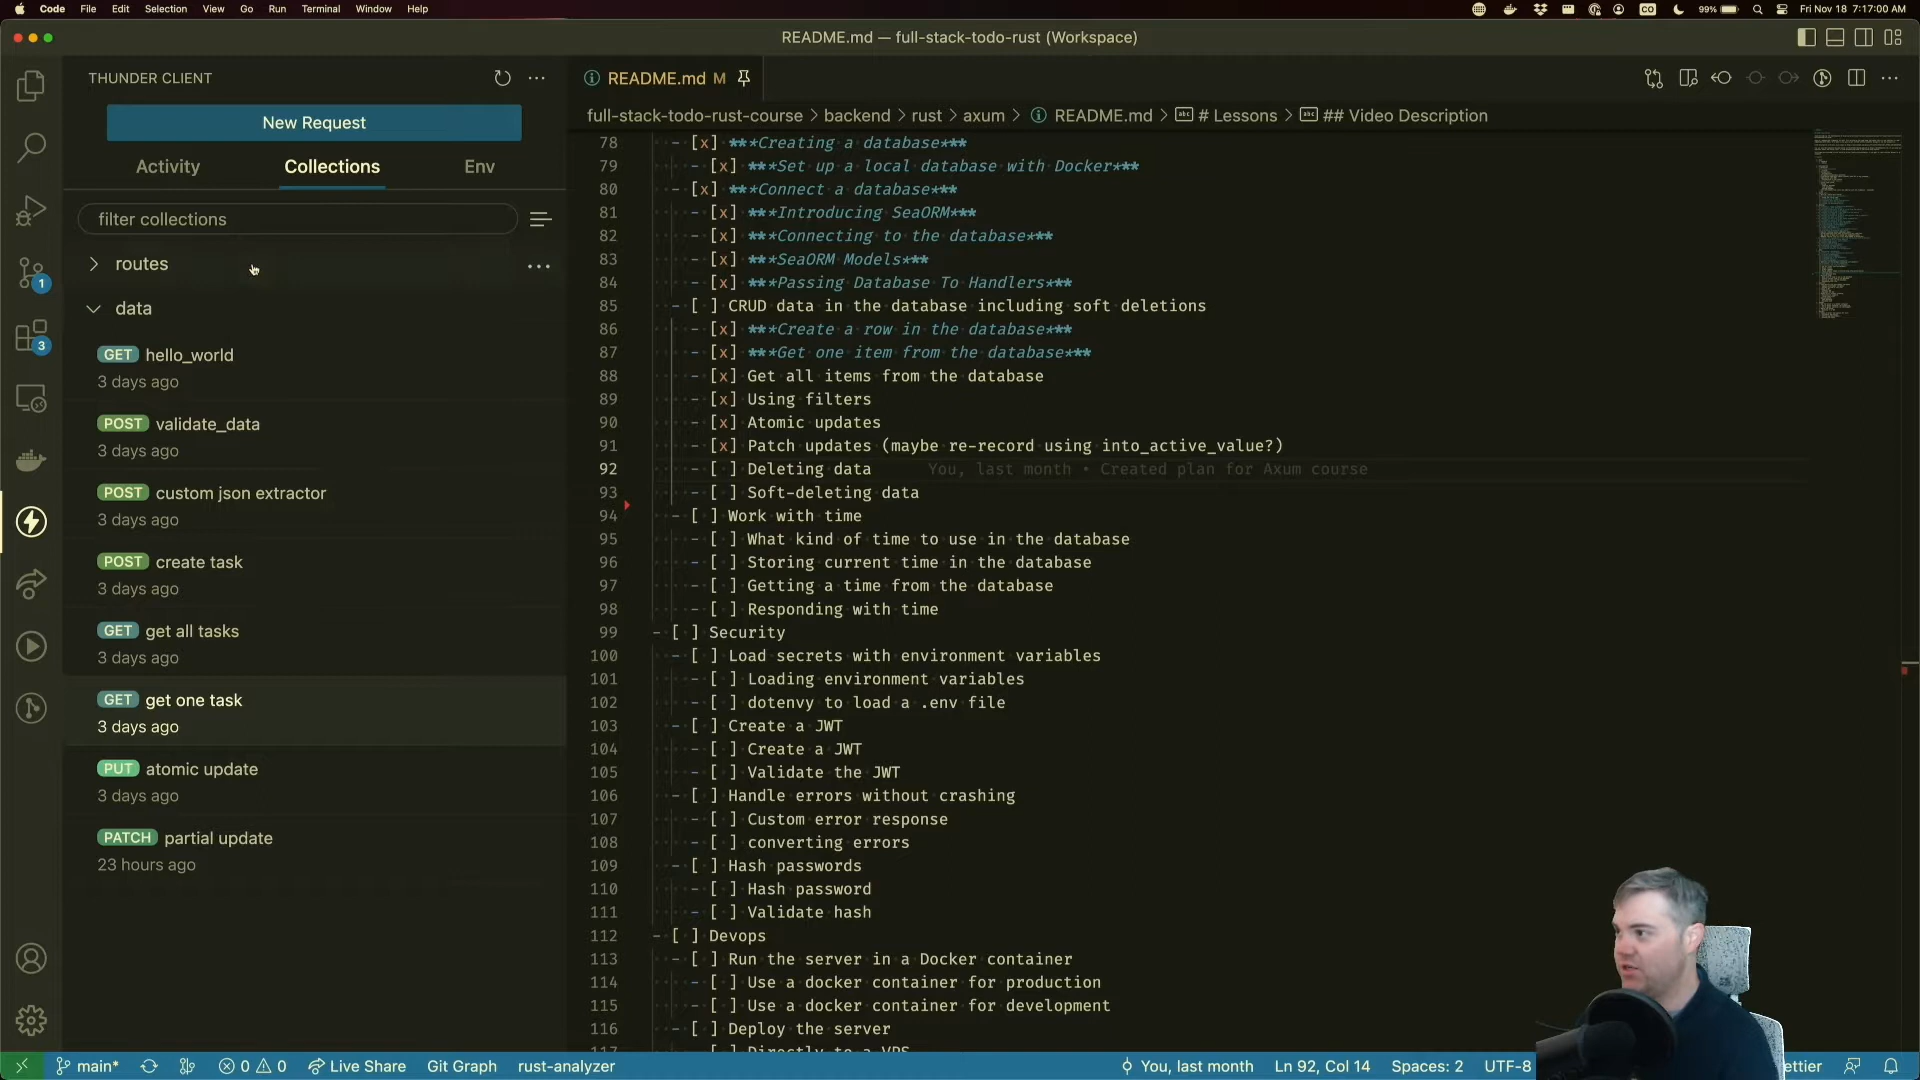 Code File Edit Selection View Go Run Terminal Window Help
CO 99% Fri Nov 18 7:17:00 AM
README.md — full-stack-todo-rust (Workspace)
THUNDER CLIENT
New Request
Activity Collections Env
filter collections
routes
data
GET hello_world
3 days ago
POST validate_data
3 days ago
POST custom json extractor
3 days ago
POST create task
3 days ago
GET get all tasks
3 days ago
GET get one task
3 days ago
PUT atomic update
3 days ago
PATCH partial update
23 hours ago
1
3
README.md M
full-stack-todo-rust-course > backend > rust > axum > README.md > # Lessons > ## Video Description
78 - [x] ***Creating a database***
79 - [x] ***Set up a local database with Docker***
80 - [x] ***Connect a database***
81 - [x] ***Introducing SeaORM***
82 - [x] ***Connecting to the database***
83 - [x] ***SeaORM Models***
84 - [x] ***Passing Database To Handlers***
85 - [ ] CRUD data in the database including soft deletions
86 - [x] ***Create a row in the database***
87 - [x] ***Get one item from the database***
88 - [x] Get all items from the database
89 - [x] Using filters
90 - [x] Atomic updates
91 - [x] Patch updates (maybe re-record using into_active_value?)
92 - [ ] Deleting data You, last month • Created plan for Axum course
93 - [ ] Soft-deleting data
94 - [ ] Work with time
95 - [ ] What kind of time to use in the database
96 - [ ] Storing current time in the database
97 - [ ] Getting a time from the database
98 - [ ] Responding with time
99 - [ ] Security
100 - [ ] Load secrets with environment variables
101 - [ ] Loading environment variables
102 - [ ] dotenvy to load a .env file
103 - [ ] Create a JWT
104 - [ ] Create a JWT
105 - [ ] Validate the JWT
106 - [ ] Handle errors without crashing
107 - [ ] Custom error response
108 - [ ] converting errors
109 - [ ] Hash passwords
110 - [ ] Hash password
111 - [ ] Validate hash
112 - [ ] Devops
113 - [ ] Run the server in a Docker container
114 - [ ] Use a docker container for production
115 - [ ] Use a docker container for development
116 - [ ] Deploy the server
117 - [ ] Directly to a VPS
main* 0 0 Live Share Git Graph rust-analyzer You, last month Ln 92, Col 14 Spaces: 2 UTF-8 ettier